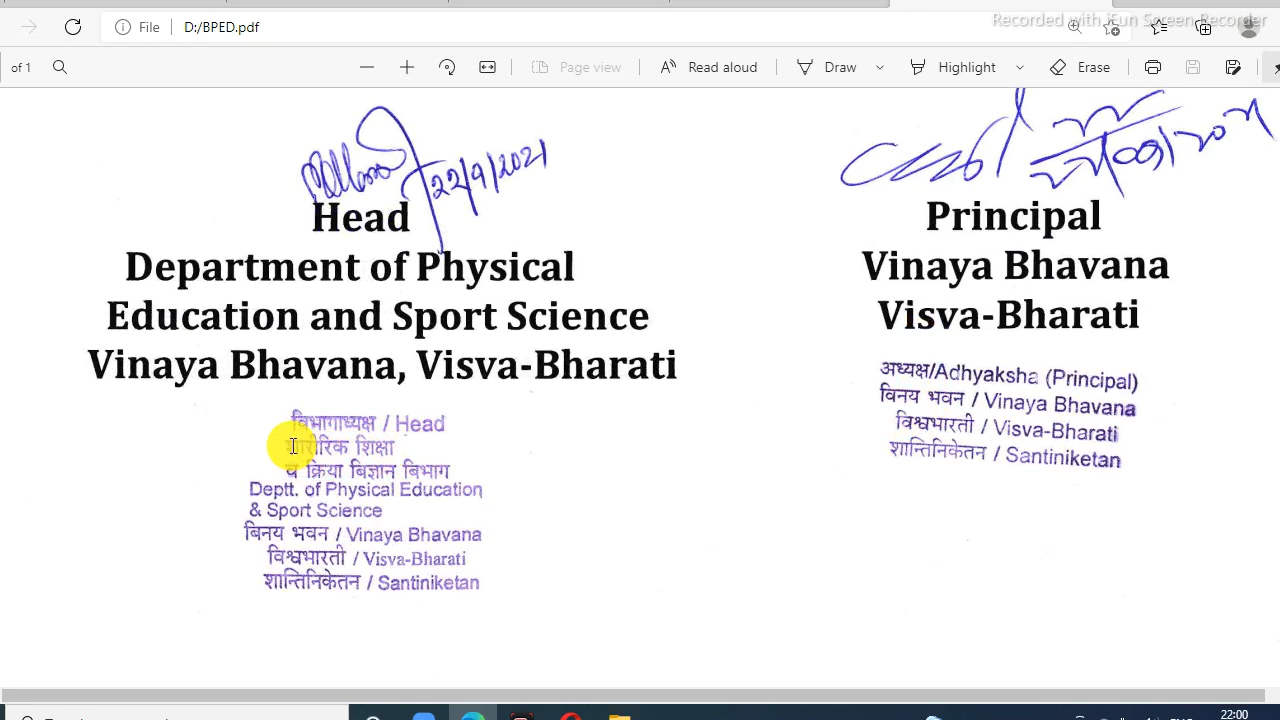 Recorded with iFun Screen Recorder
File D:/BPED.pdf
of 1 Page view Read aloud Draw Highlight Erase
22/9/2021
Head
Department of Physical
Education and Sport Science
Vinaya Bhavana, Visva-Bharati
विभागाध्यक्ष / Head
शारीरिक शिक्षा
व क्रिया बिज्ञान बिभाग
Deptt. of Physical Education
& Sport Science
बिनय भवन / Vinaya Bhavana
विश्वभारती / Visva-Bharati
शान्तिनिकेतन / Santiniketan
Principal
Vinaya Bhavana
Visva-Bharati
अध्यक्ष/Adhyaksha (Principal)
विनय भवन / Vinaya Bhavana
विश्वभारती / Visva-Bharati
शान्तिनिकेतन / Santiniketan
22:00